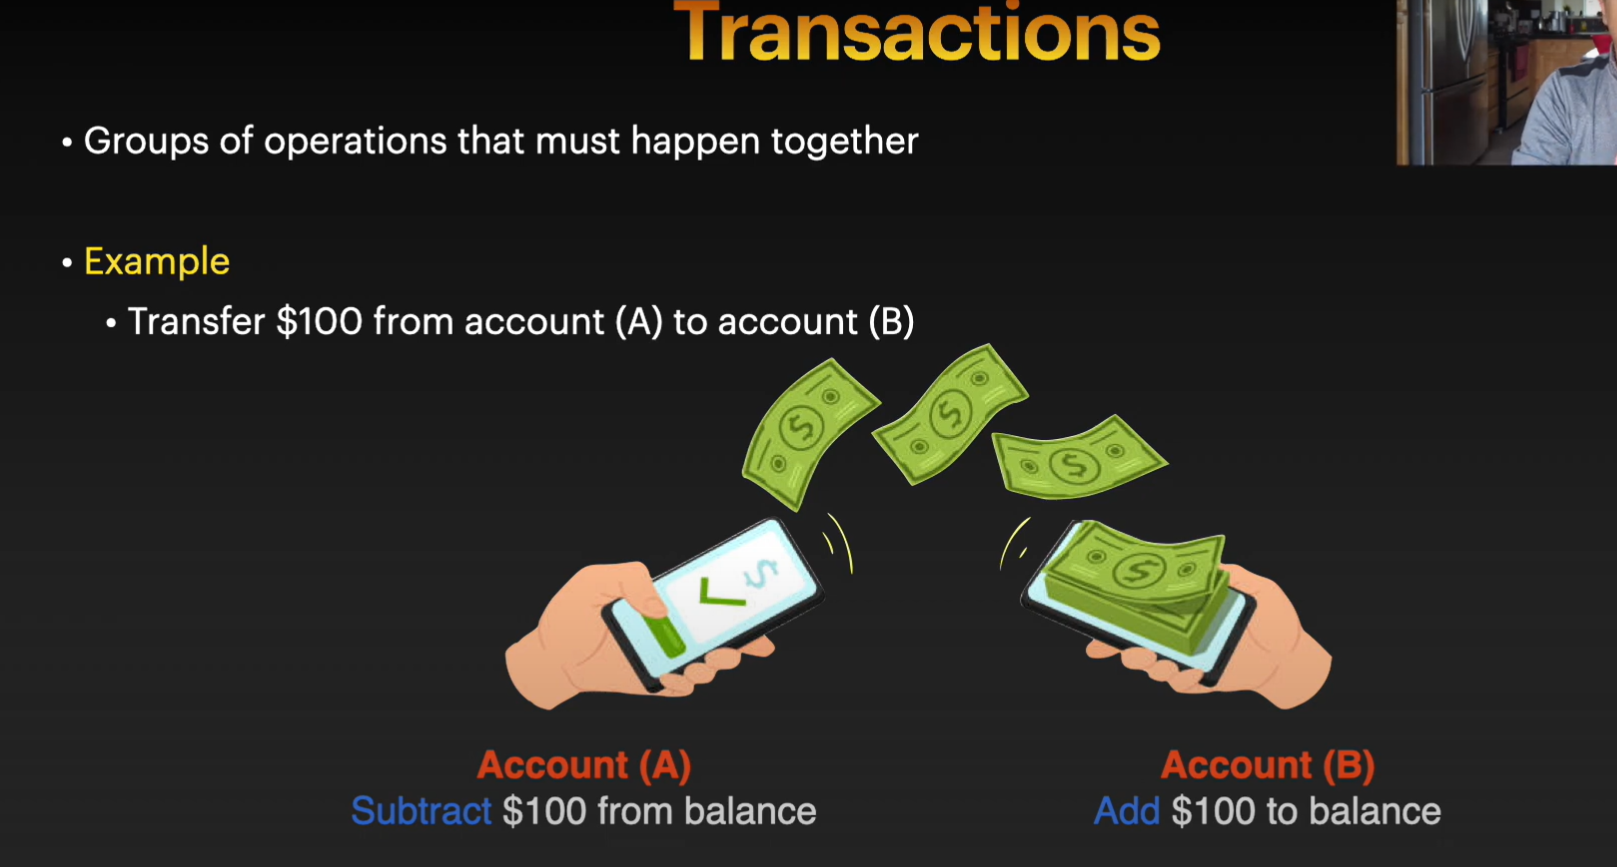 Transactions
• Groups of operations that must happen together
• Example
• Transfer $100 from account (A) to account (B)
Account (A)
Subtract $100 from balance
Account (B)
Add $100 to balance